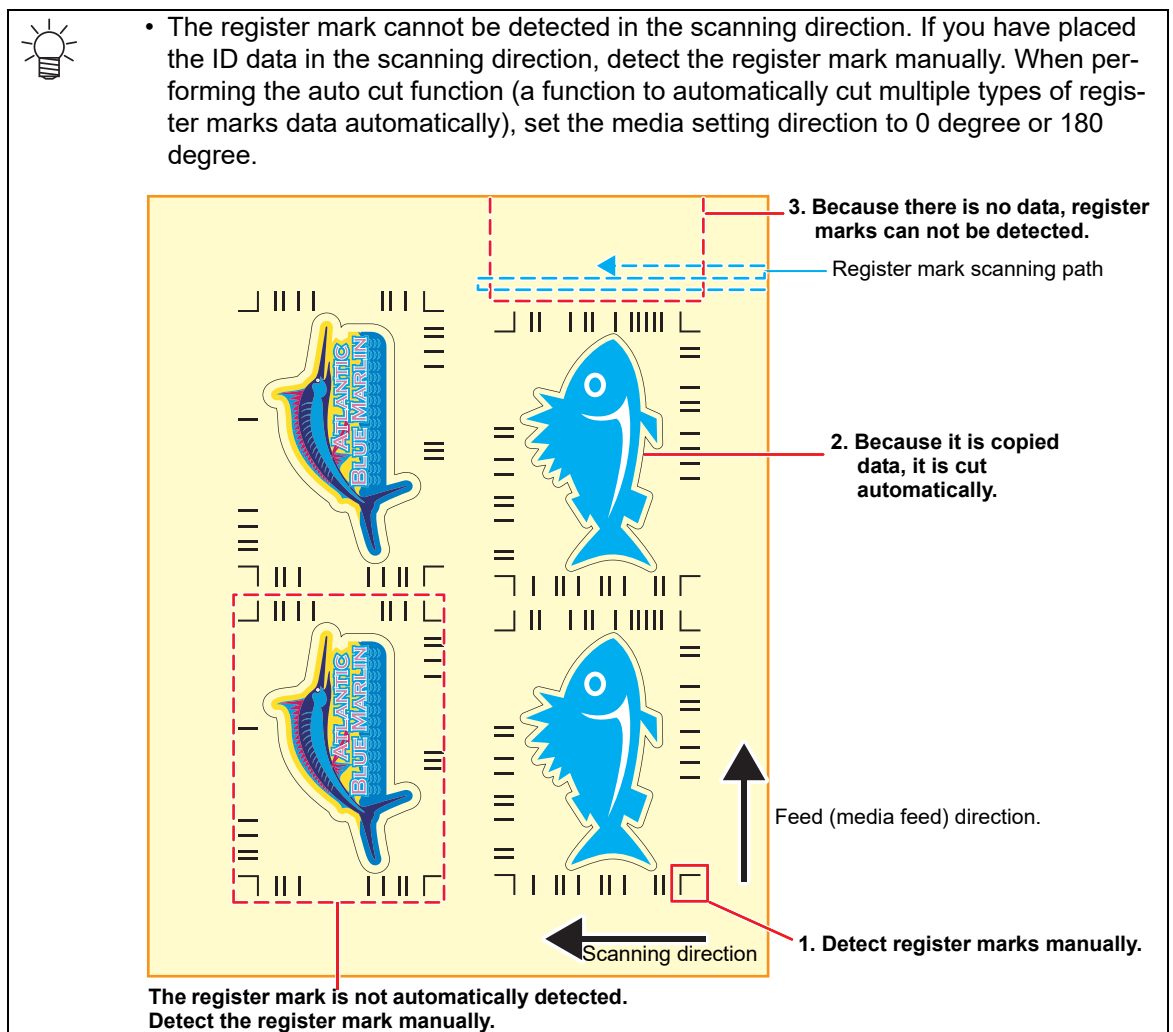 • The register mark cannot be detected in the scanning direction. If you have placed
the ID data in the scanning direction, detect the register mark manually. When per-
forming the auto cut function (a function to automatically cut multiple types of regis-
ter marks data automatically), set the media setting direction to 0 degree or 180
degree.
3. Because there is no data, register
marks can not be detected.
Register mark scanning path
ATLANTIC
BLUE MARLIN
2. Because it is copied
data, it is cut
automatically.
ATLANTIC
BLUE MARLIN
Feed (media feed) direction.
1. Detect register marks manually.
Scanning direction
The register mark is not automatically detected.
Detect the register mark manually.